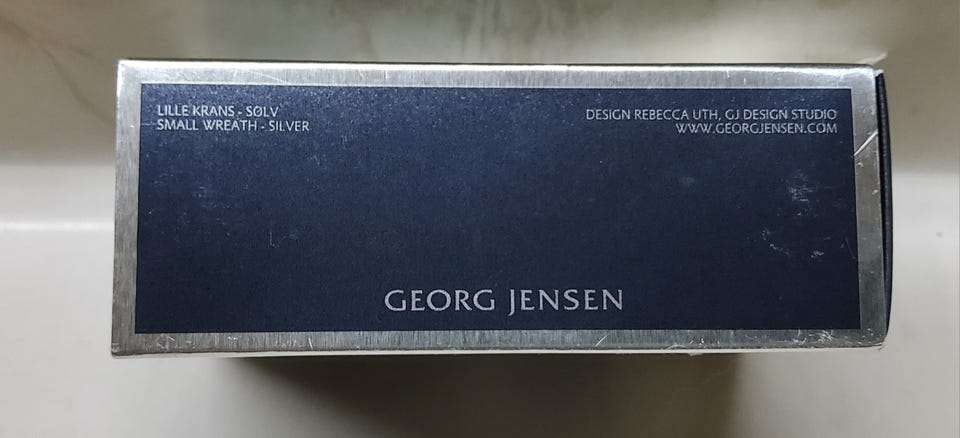 LILLE KRANS - SØLV
SMALL WREATH - SILVER
DESIGN REBECCA UTH, GJ DESIGN STUDIO
WWW.GEORGJENSEN.COM
GEORG JENSEN